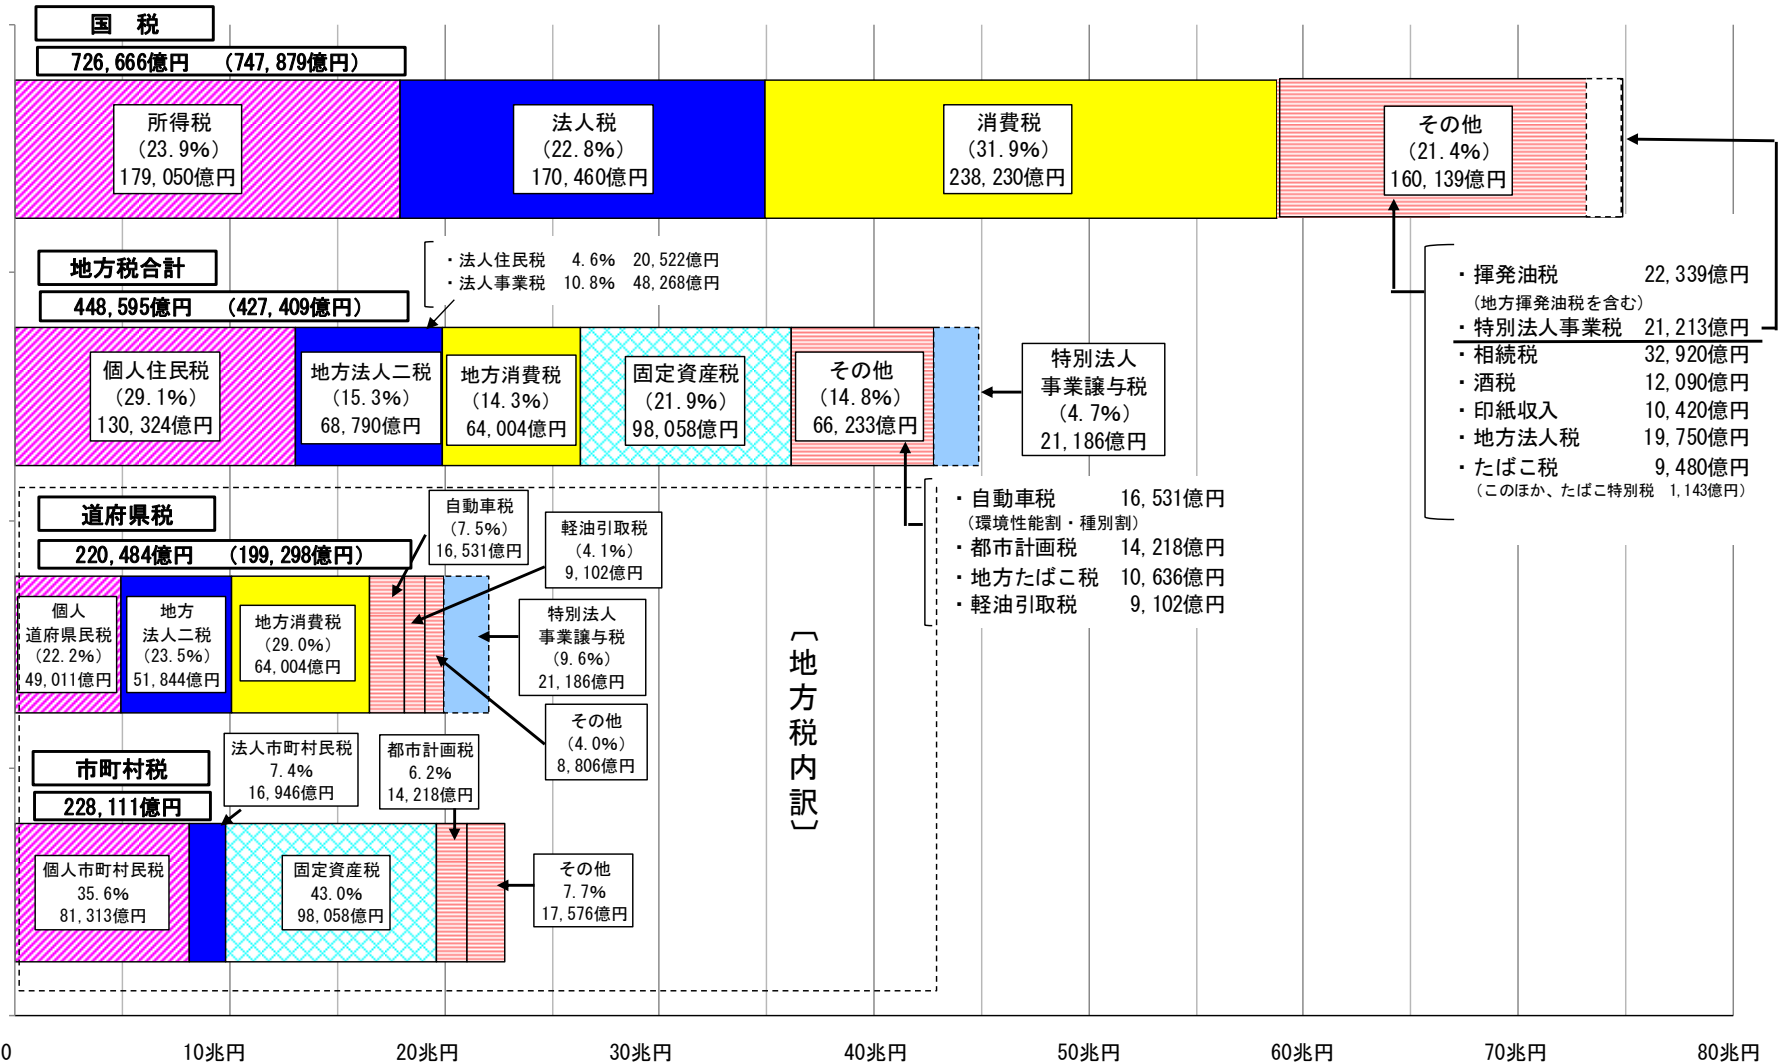 国　税
726,666億円　（747,879億円）
所得税
（23.9%）
179,050億円
法人税
（22.8%）
170,460億円
消費税
（31.9%）
238,230億円
その他
（21.4%）
160,139億円
・揮発油税　22,339億円
（地方揮発油税を含む）
・特別法人事業税　21,213億円
・相続税　32,920億円
・酒税　12,090億円
・印紙収入　10,420億円
・地方法人税　19,750億円
・たばこ税　9,480億円
（このほか、たばこ特別税　1,143億円）
地方税合計
448,595億円　（427,409億円）
・法人住民税　4.6%　20,522億円
・法人事業税　10.8%　48,268億円
個人住民税
（29.1%）
130,324億円
地方法人二税
（15.3%）
68,790億円
地方消費税
（14.3%）
64,004億円
固定資産税
（21.9%）
98,058億円
その他
（14.8%）
66,233億円
特別法人
事業譲与税
（4.7%）
21,186億円
・自動車税　16,531億円
（環境性能割・種別割）
・都市計画税　14,218億円
・地方たばこ税　10,636億円
・軽油引取税　9,102億円
道府県税
220,484億円　（199,298億円）
自動車税
（7.5%）
16,531億円
軽油引取税
（4.1%）
9,102億円
個人
道府県民税
（22.2%）
49,011億円
地方
法人二税
（23.5%）
51,844億円
地方消費税
（29.0%）
64,004億円
特別法人
事業譲与税
（9.6%）
21,186億円
その他
（4.0%）
8,806億円
〔地方税内訳〕
市町村税
228,111億円
法人市町村民税
7.4%
16,946億円
都市計画税
6.2%
14,218億円
個人市町村民税
35.6%
81,313億円
固定資産税
43.0%
98,058億円
その他
7.7%
17,576億円
0　10兆円　20兆円　30兆円　40兆円　50兆円　60兆円　70兆円　80兆円